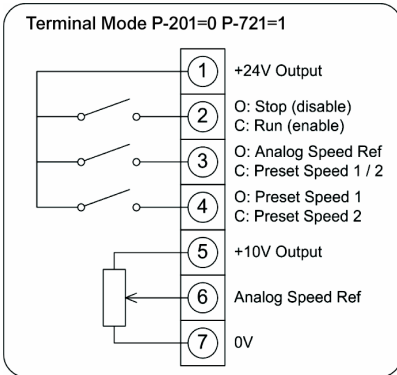 Terminal Mode P-201=0 P-721=1
1 +24V Output
2 O: Stop (disable)
C: Run (enable)
3 O: Analog Speed Ref
C: Preset Speed 1 / 2
4 O: Preset Speed 1
C: Preset Speed 2
5 +10V Output
6 Analog Speed Ref
7 0V